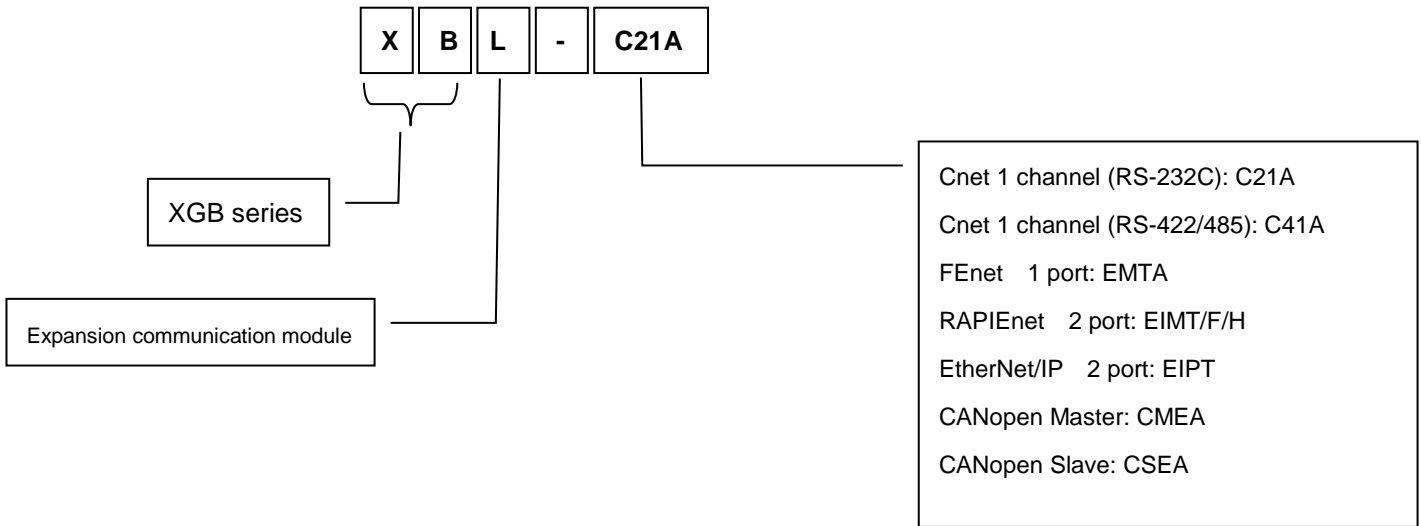 X B L - C21A
Cnet 1 channel (RS-232C): C21A
XGB series
Cnet 1 channel (RS-422/485): C41A
FEnet 1 port: EMTA
Expansion communication module
RAPIEnet 2 port: EIMT/F/H
EtherNet/IP 2 port: EIPT
CANopen Master: CMEA
CANopen Slave: CSEA